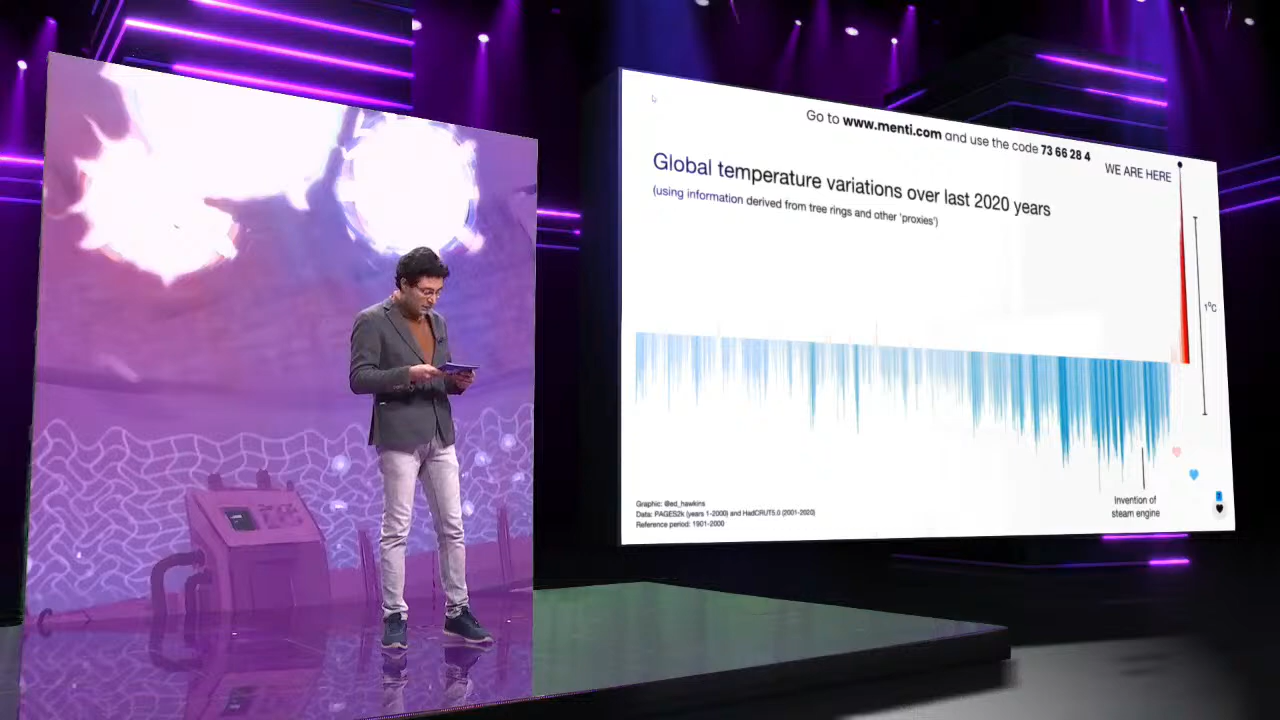 Go to www.menti.com and use the code 73 66 28 4
WE ARE HERE
Global temperature variations over last 2020 years
(using information derived from tree rings and other 'proxies')
1°C
Invention of
steam engine
Graphic: @ed_hawkins
Data: PAGES2k (years 1-2000) and HadCRUT5.0 (2001-2020)
Reference period: 1901-2000